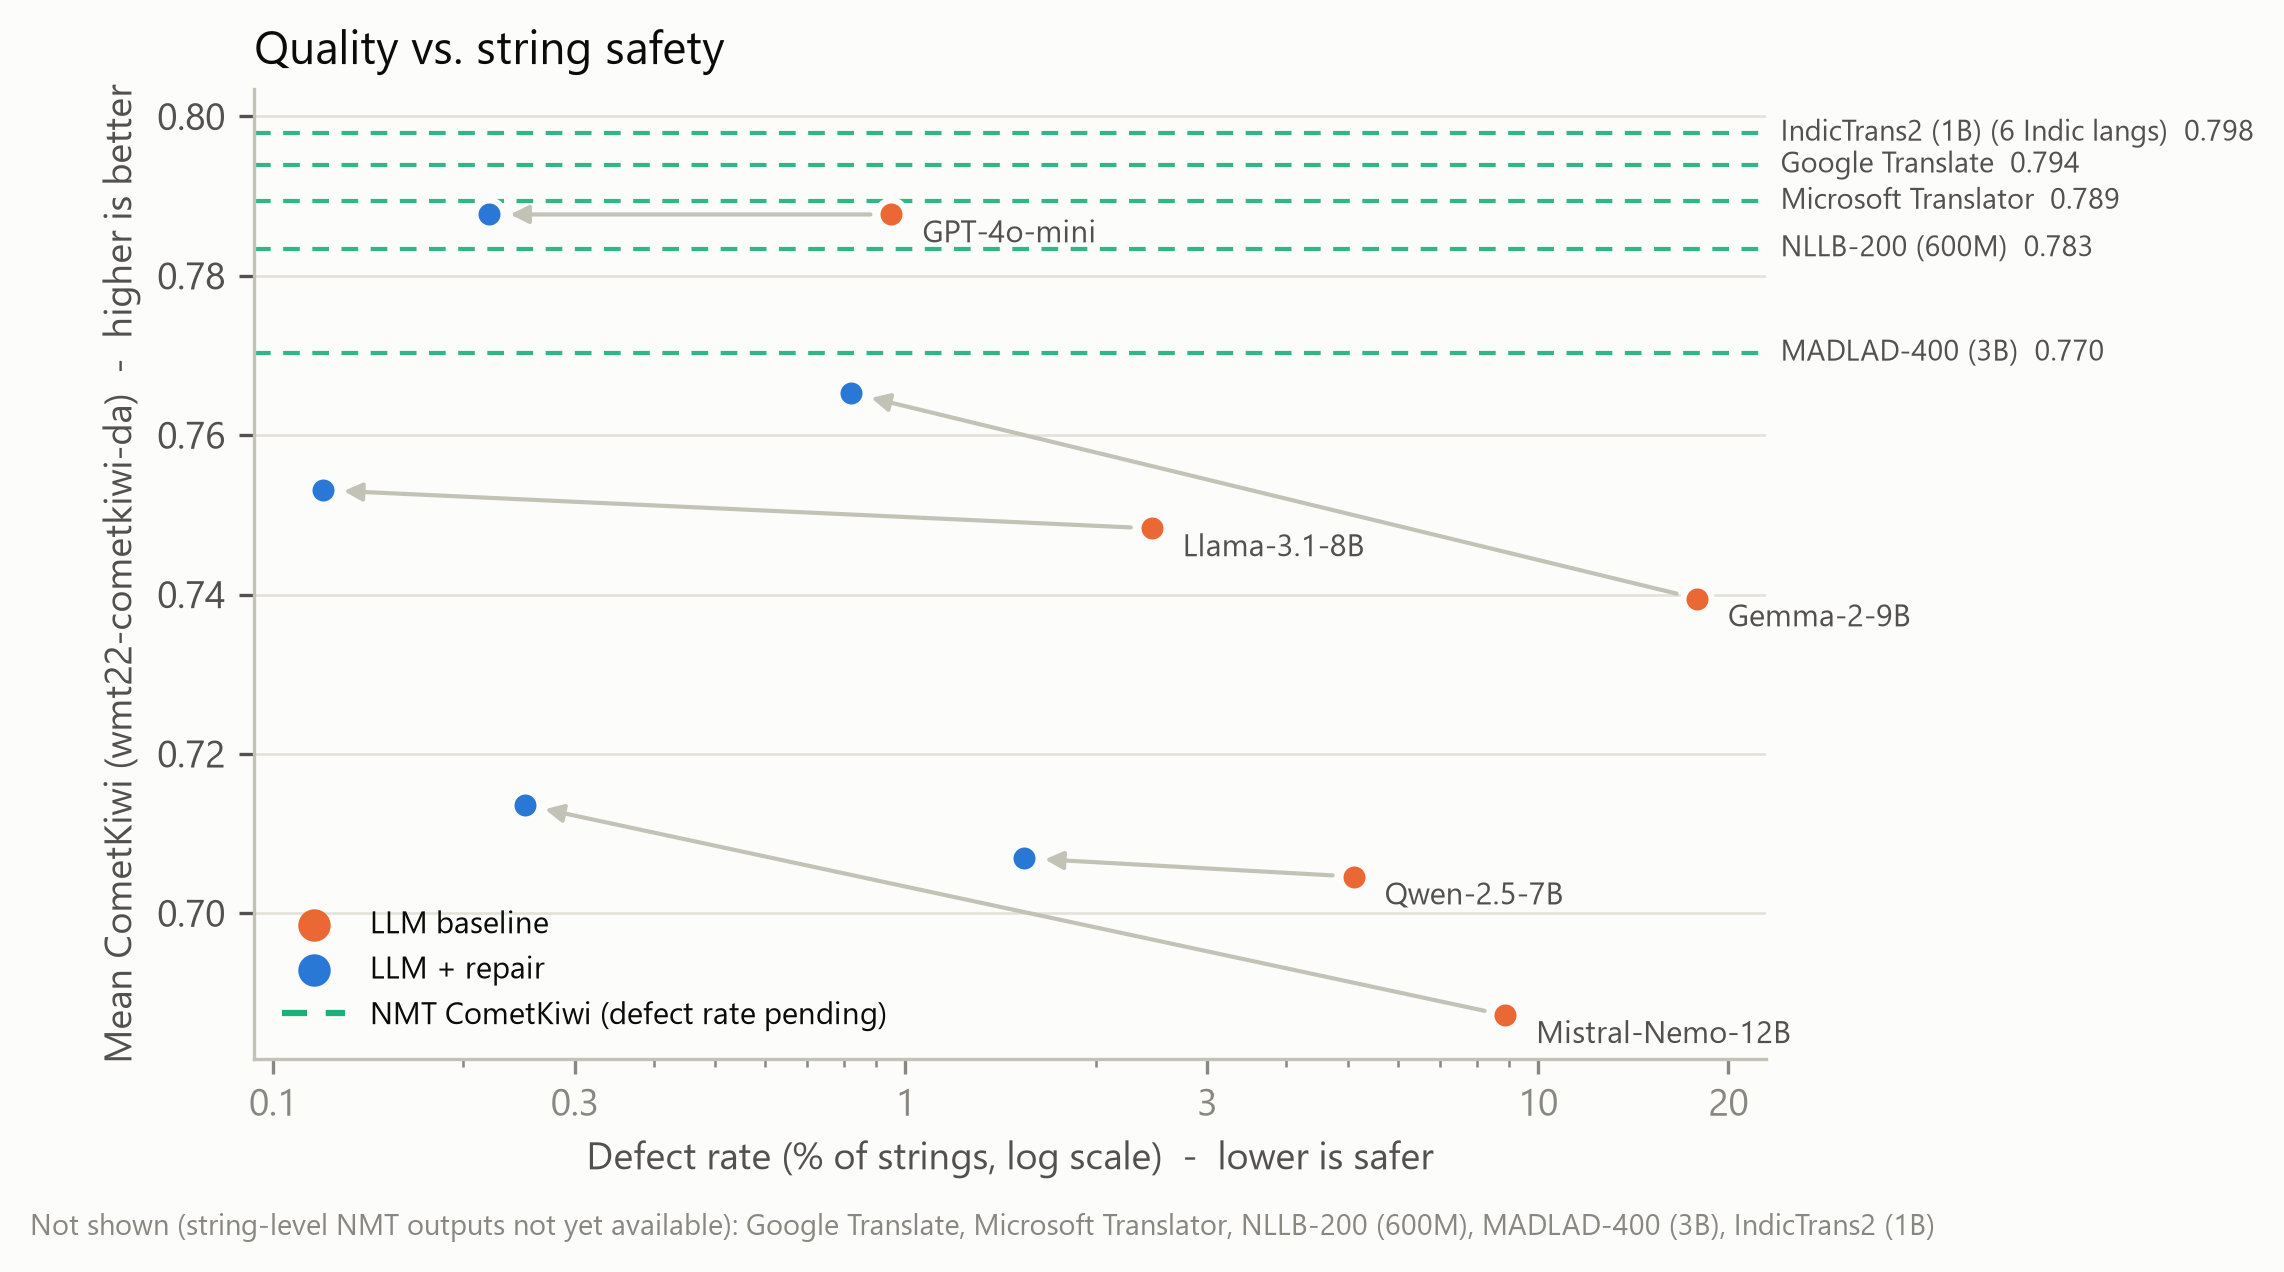 Quality vs. string safety
Mean CometKiwi (wmt22-cometkiwi-da)  -  higher is better
0.80
0.78
0.76
0.74
0.72
0.70
IndicTrans2 (1B) (6 Indic langs)  0.798
Google Translate  0.794
Microsoft Translator  0.789
NLLB-200 (600M)  0.783
MADLAD-400 (3B)  0.770
GPT-4o-mini
Llama-3.1-8B
Gemma-2-9B
Qwen-2.5-7B
Mistral-Nemo-12B
LLM baseline
LLM + repair
NMT CometKiwi (defect rate pending)
0.1
0.3
1
3
10
20
Defect rate (% of strings, log scale)  -  lower is safer
Not shown (string-level NMT outputs not yet available): Google Translate, Microsoft Translator, NLLB-200 (600M), MADLAD-400 (3B), IndicTrans2 (1B)